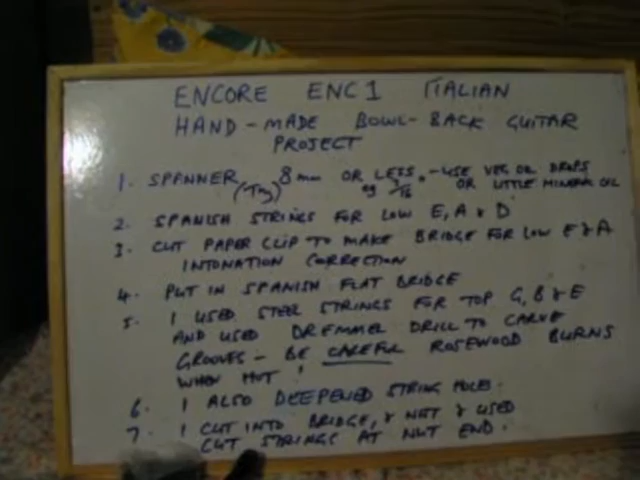 ENCORE ENC1 ITALIAN
HAND-MADE BOWL-BACK GUITAR
PROJECT
1. SPANNER (Tiny) 8mm OR LESS. - USE VEG OIL DROPS
eg 3/16 OR LITTLE MINERAL OIL
2. SPANISH STRINGS FOR LOW E, A & D
3. CUT PAPER CLIP TO MAKE BRIDGE FOR LOW E & A
INTONATION CORRECTION
4. PUT IN SPANISH FLAT BRIDGE
5. I USED STEEL STRINGS FOR TOP G, B & E
AND USED DREMMEL DRILL TO CARVE
GROOVES - BE CAREFUL ROSEWOOD BURNS
WHEN HOT!
6. I ALSO DEEPENED STRING HOLES.
7. I CUT INTO BRIDGE, & NUT & USED
CUT STRINGS AT NUT END.